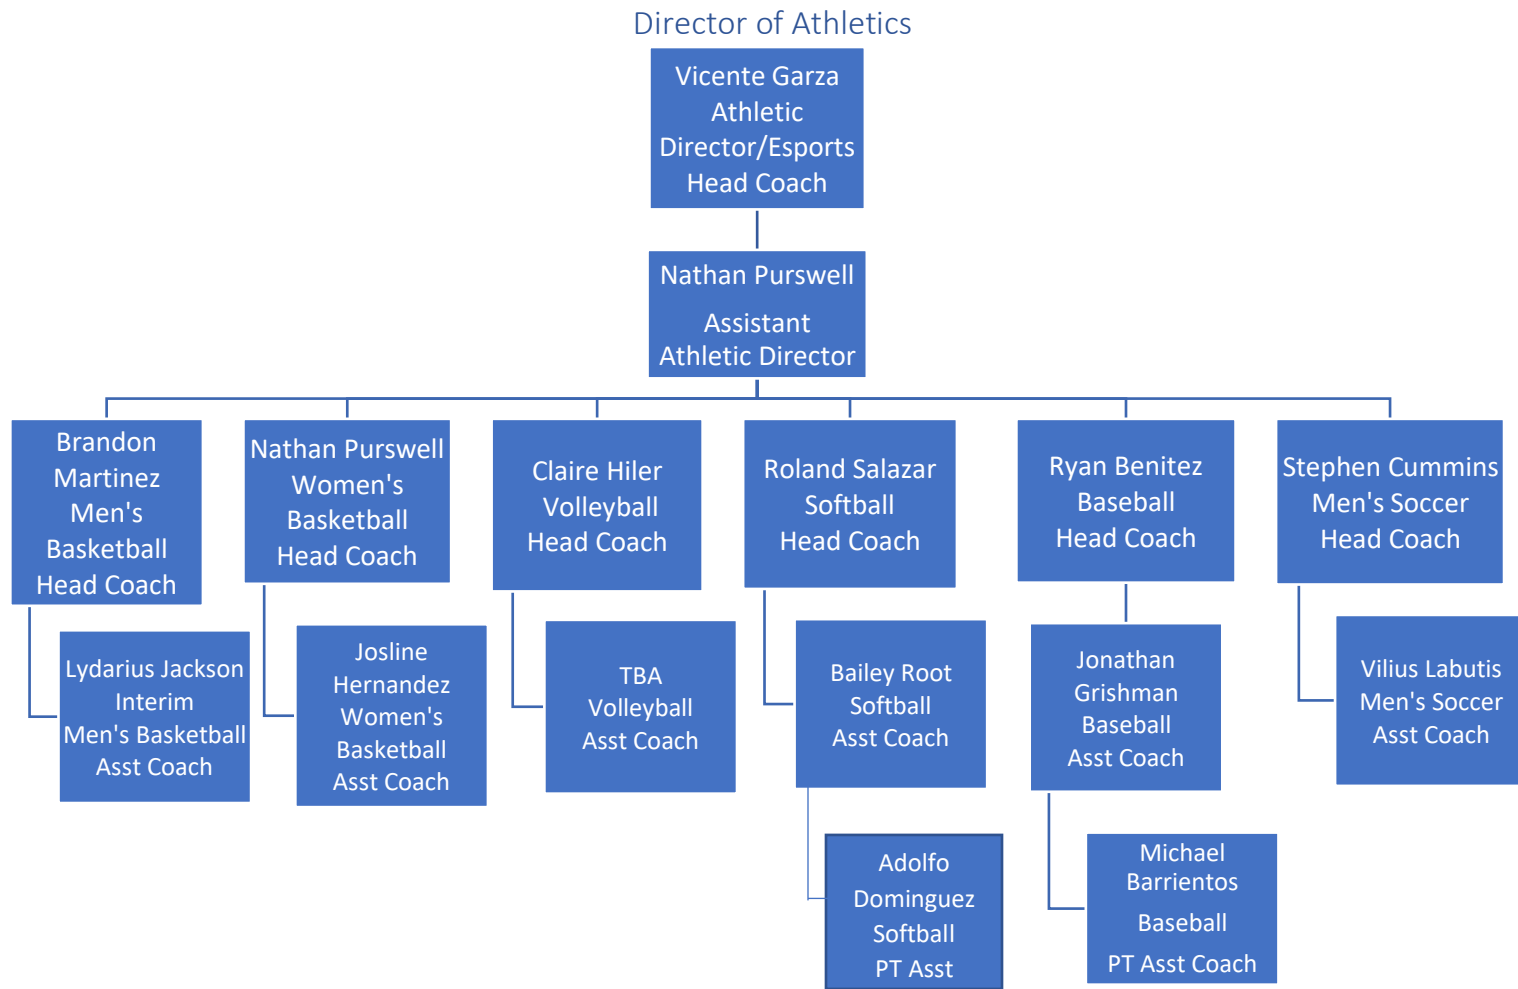 Director of Athletics
Vicente Garza
Athletic
Director/Esports
Head Coach
Nathan Purswell
Assistant
Athletic Director
Brandon
Martinez
Men's
Basketball
Head Coach
Nathan Purswell
Women's
Basketball
Head Coach
Claire Hiler
Volleyball
Head Coach
Roland Salazar
Softball
Head Coach
Ryan Benitez
Baseball
Head Coach
Stephen Cummins
Men's Soccer
Head Coach
Lydarius Jackson
Interim
Men's Basketball
Asst Coach
Josline
Hernandez
Women's
Basketball
Asst Coach
TBA
Volleyball
Asst Coach
Bailey Root
Softball
Asst Coach
Jonathan
Grishman
Baseball
Asst Coach
Vilius Labutis
Men's Soccer
Asst Coach
Adolfo
Dominguez
Softball
PT Asst
Michael
Barrientos
Baseball
PT Asst Coach